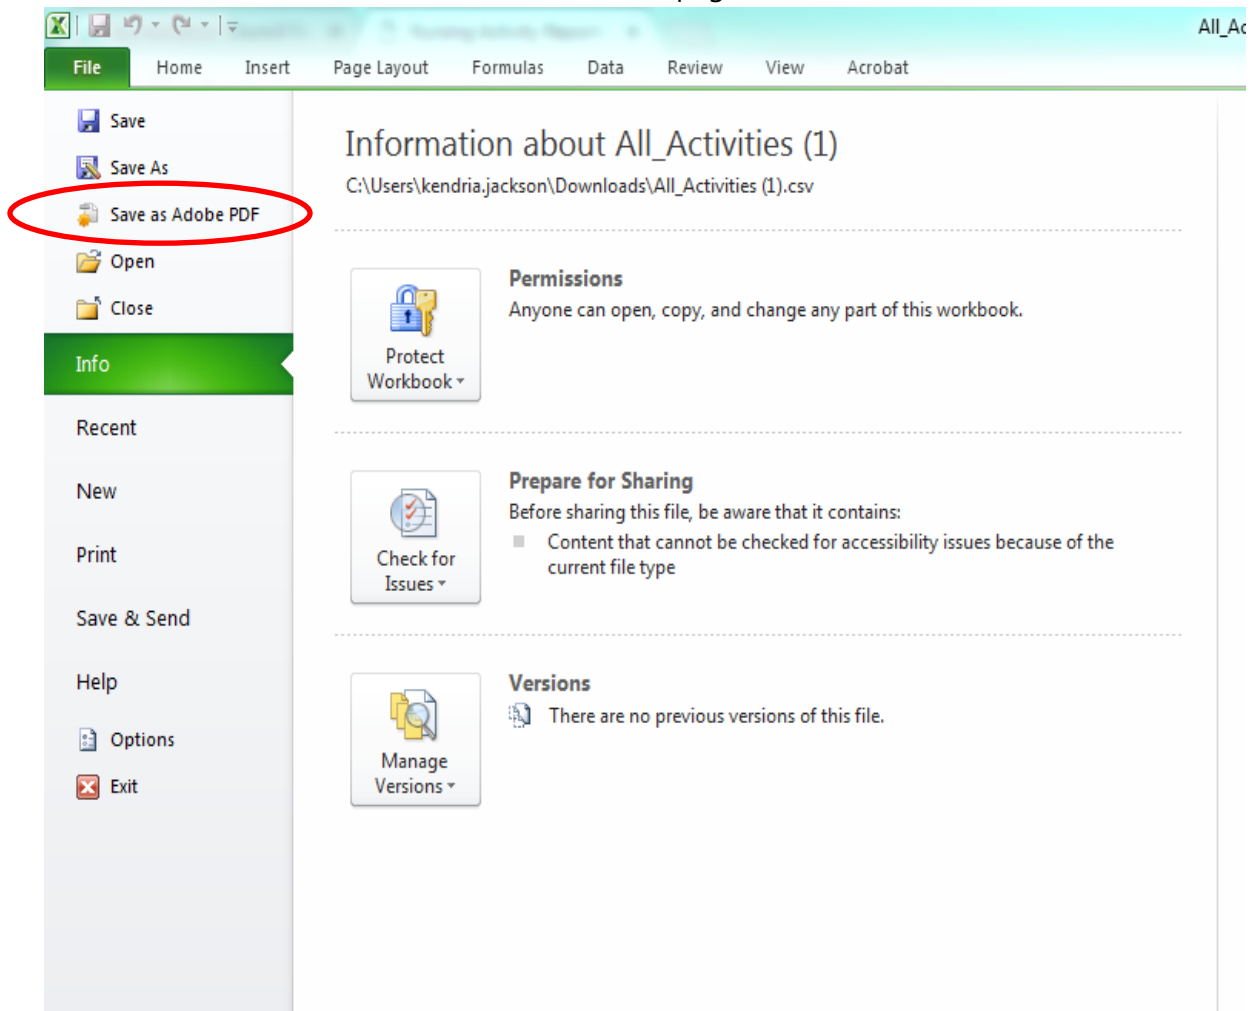 All_Ac
File Home Insert Page Layout Formulas Data Review View Acrobat
Save
Save As
Save as Adobe PDF
Open
Close
Info
Recent
New
Print
Save & Send
Help
Options
Exit
Information about All_Activities (1)
C:\Users\kendria.jackson\Downloads\All_Activities (1).csv
Protect
Workbook
Permissions
Anyone can open, copy, and change any part of this workbook.
Check for
Issues
Prepare for Sharing
Before sharing this file, be aware that it contains:
Content that cannot be checked for accessibility issues because of the
current file type
Manage
Versions
Versions
There are no previous versions of this file.